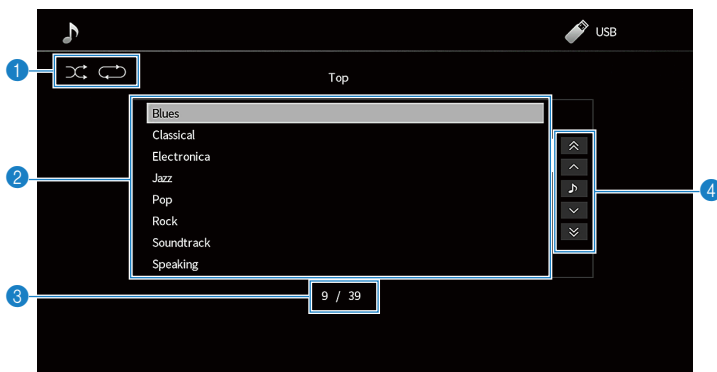 USB
1
Top
Blues
Classical
Electronica
Jazz
2
4
Pop
Rock
Soundtrack
Speaking
3
9 / 39